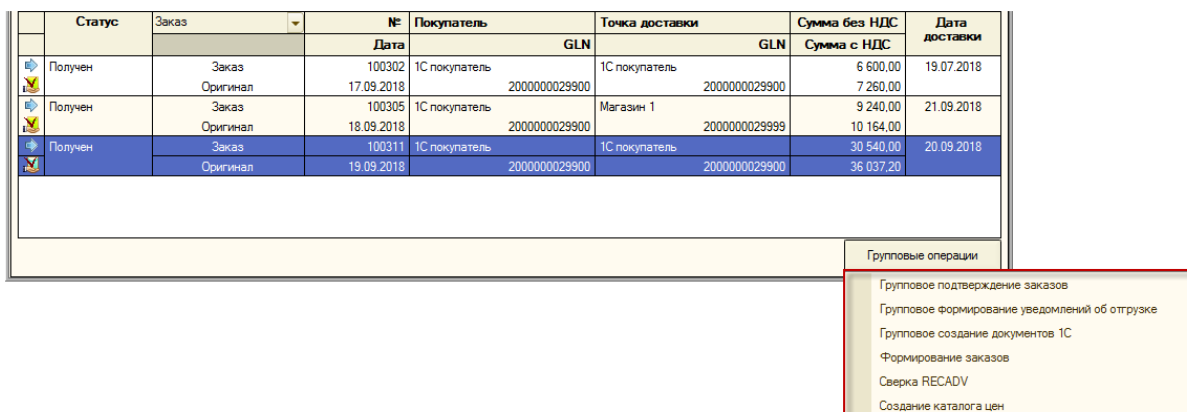 Статус Заказ № Покупатель Точка доставки Сумма без НДС Дата доставки
Дата GLN GLN Сумма с НДС
Получен Заказ 100302 1С покупатель 1С покупатель 6 600,00 19.07.2018
Оригинал 17.09.2018 2000000029900 2000000029900 7 260,00
Получен Заказ 100305 1С покупатель Магазин 1 9 240,00 21.09.2018
Оригинал 18.09.2018 2000000029900 2000000029999 10 164,00
Получен Заказ 100311 1С покупатель 1С покупатель 30 540,00 20.09.2018
Оригинал 19.09.2018 2000000029900 2000000029900 36 037,20
Групповые операции
Групповое подтверждение заказов
Групповое формирование уведомлений об отгрузке
Групповое создание документов 1С
Формирование заказов
Сверка RECADV
Создание каталога цен